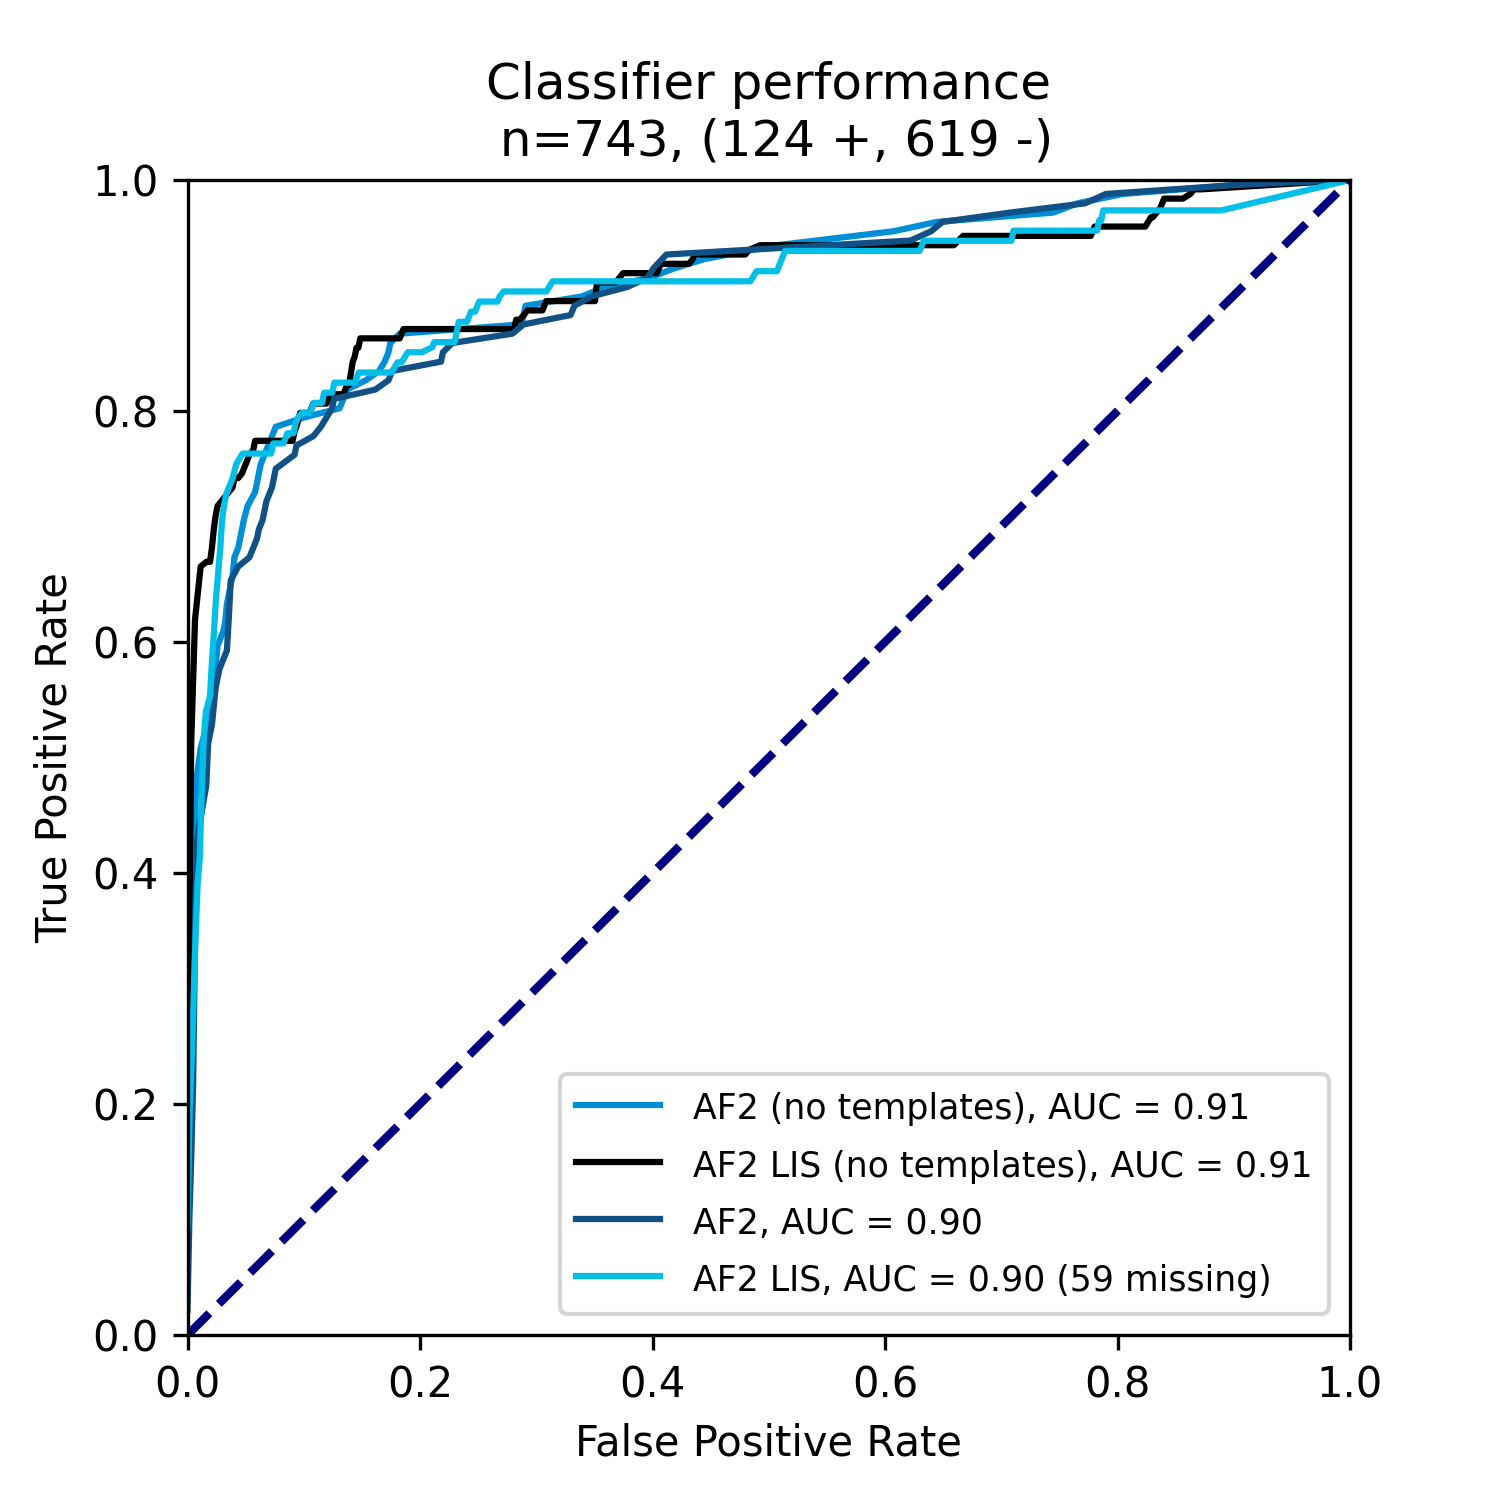 Classifier performance
n=743, (124 +, 619 -)
True Positive Rate
1.0
0.8
0.6
0.4
0.2
0.0
AF2 (no templates), AUC = 0.91
AF2 LIS (no templates), AUC = 0.91
AF2, AUC = 0.90
AF2 LIS, AUC = 0.90 (59 missing)
0.0 0.2 0.4 0.6 0.8 1.0
False Positive Rate